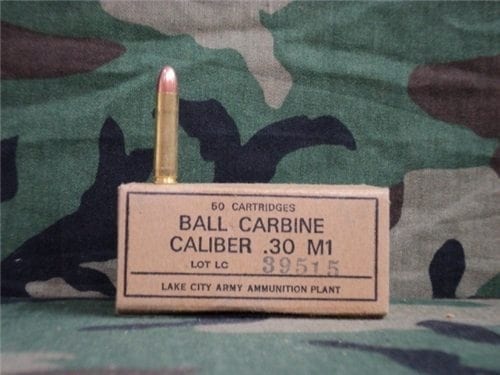 50 CARTRIDGES
BALL CARBINE
CALIBER .30 M1
LOT LC 39515
LAKE CITY ARMY AMMUNITION PLANT